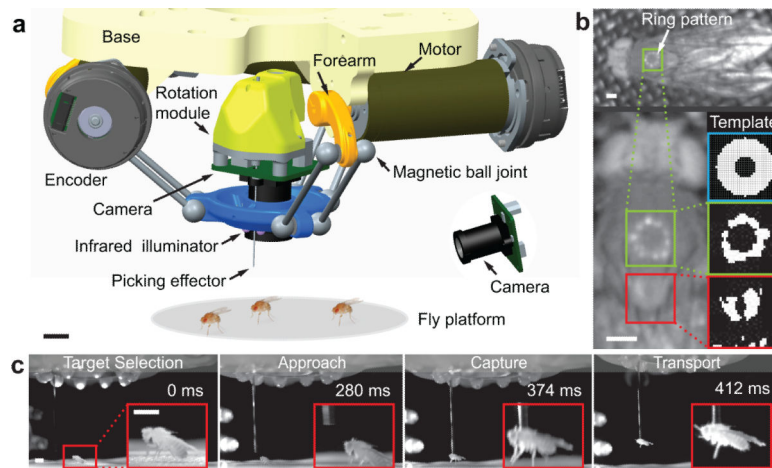 a
Base
Forearm
Motor
Rotation
module
Encoder
Camera
Magnetic ball joint
Infrared illuminator
Picking effector
Camera
Fly platform
b
Ring pattern
Template
c
Target Selection
0 ms
Approach
280 ms
Capture
374 ms
Transport
412 ms